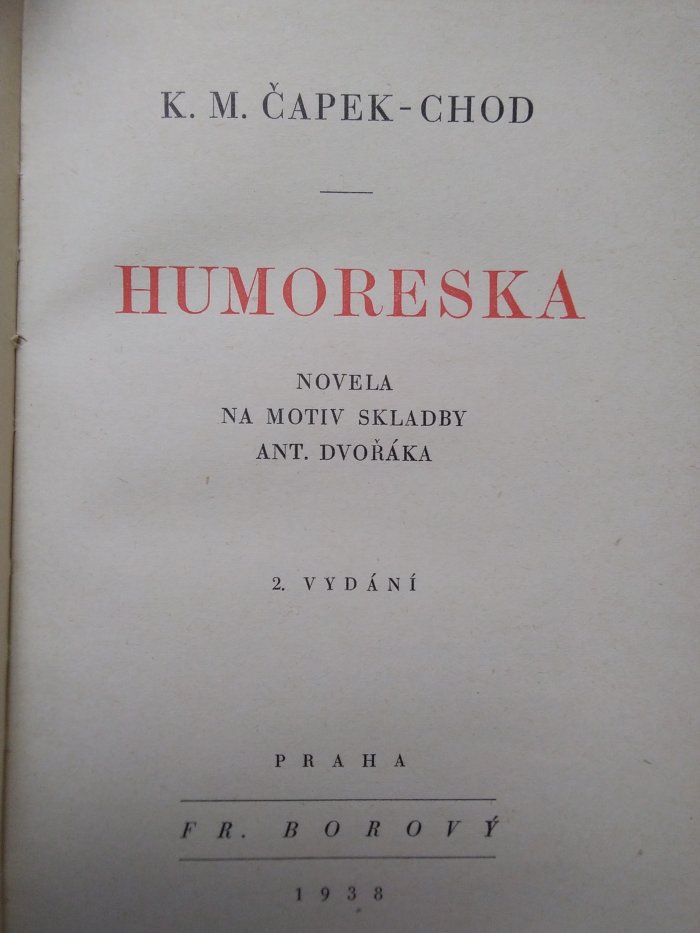 K. M. ČAPEK-CHOD
HUMORESKA
NOVELA
NA MOTIV SKLADBY
ANT. DVOŘÁKA
2. VYDÁNÍ
PRAHA
FR. BOROVÝ
1938